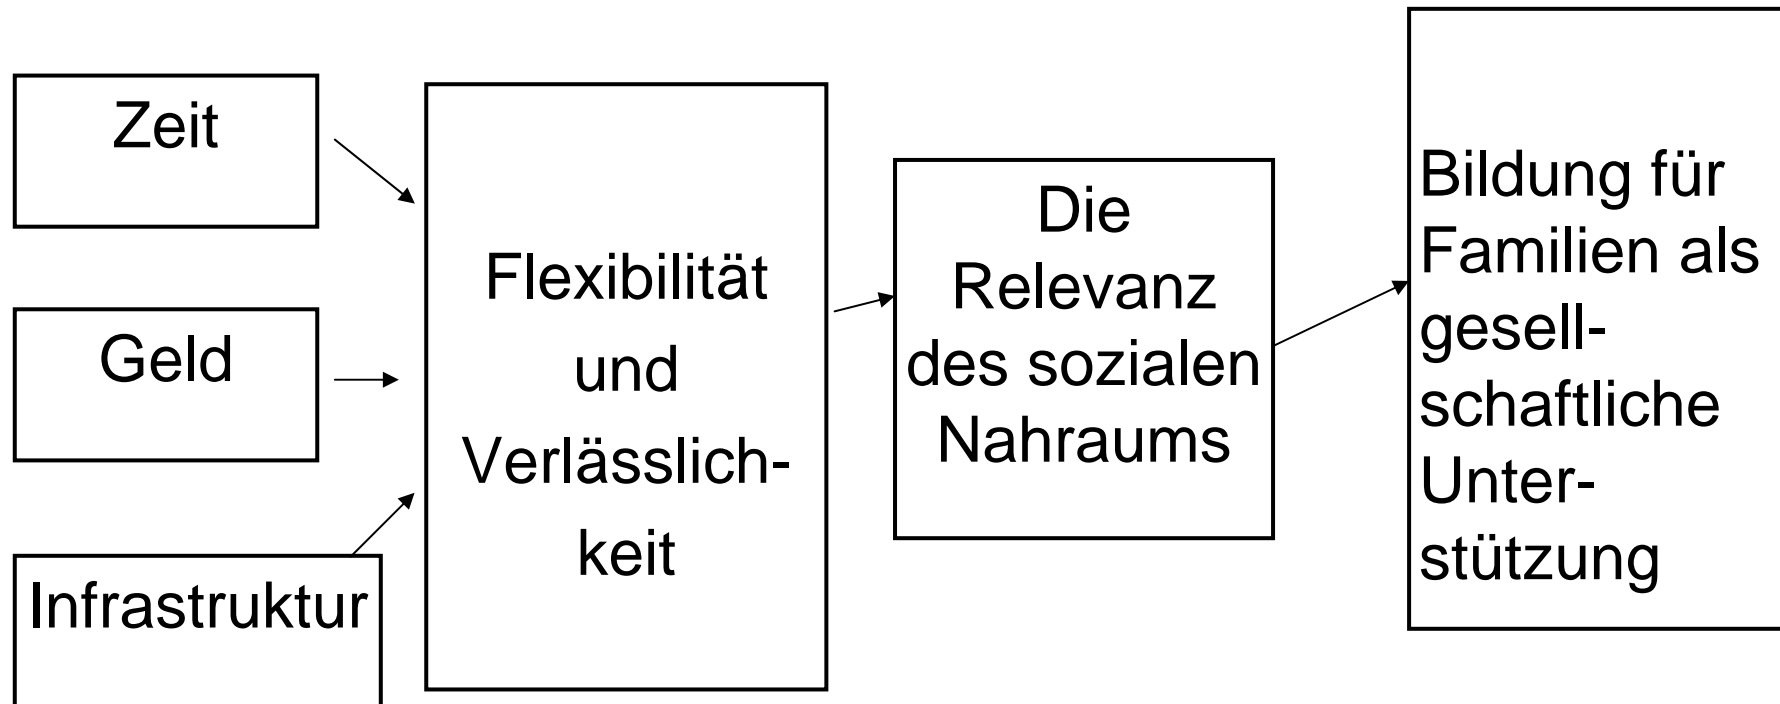 Zeit
Geld
Infrastruktur
Flexibilität
und
Verlässlich-
keit
Die
Relevanz
des sozialen
Nahraums
Bildung für
Familien als
gesell-
schaftliche
Unter-
stützung